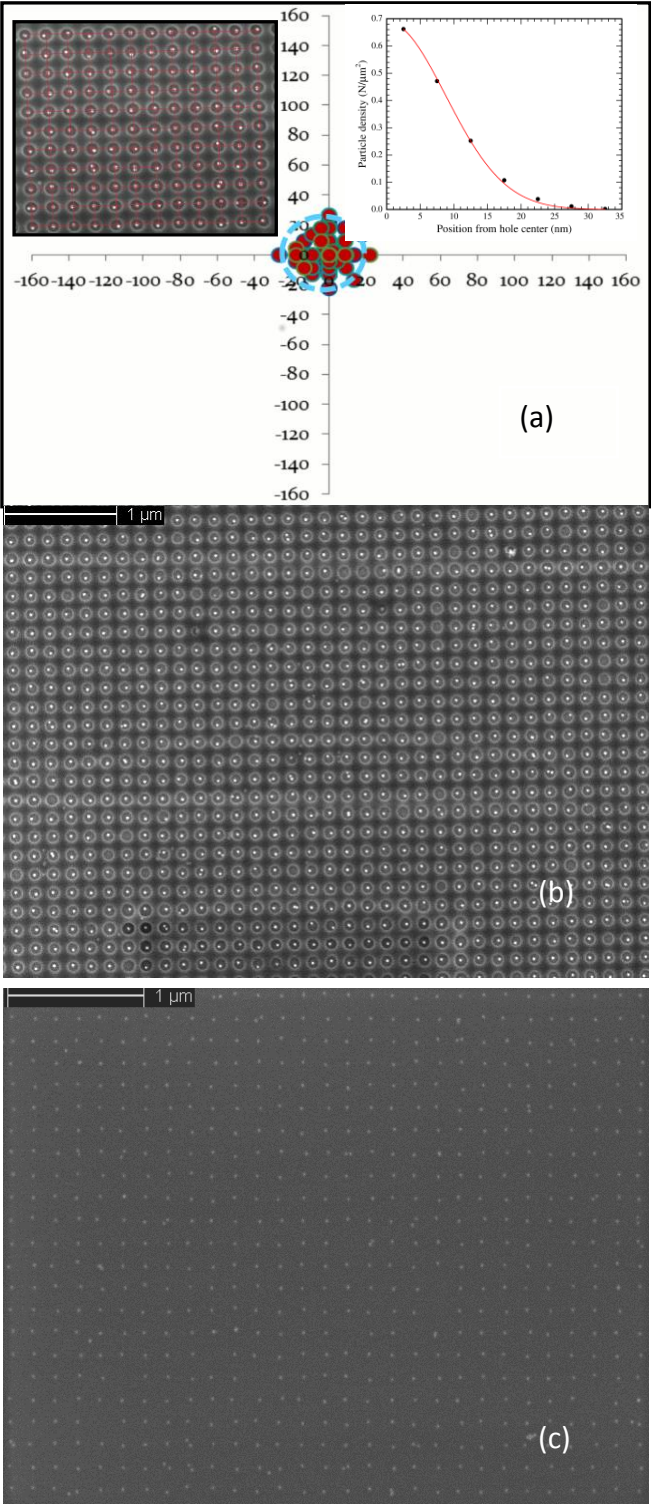 160
140
120
100
80
60
40
20
0
-160 -140 -120 -100 -80 -60 -40 -20 0 20 40 60 80 100 120 140 160
-20
-40
-60
-80
-100
-120
-140
-160
Particle density (N/μm²)
0.7
0.6
0.5
0.4
0.3
0.2
0.1
0.0
0 5 10 15 20 25 30 35
Position from hole center (nm)
(a)
1 µm
(b)
1 µm
(c)